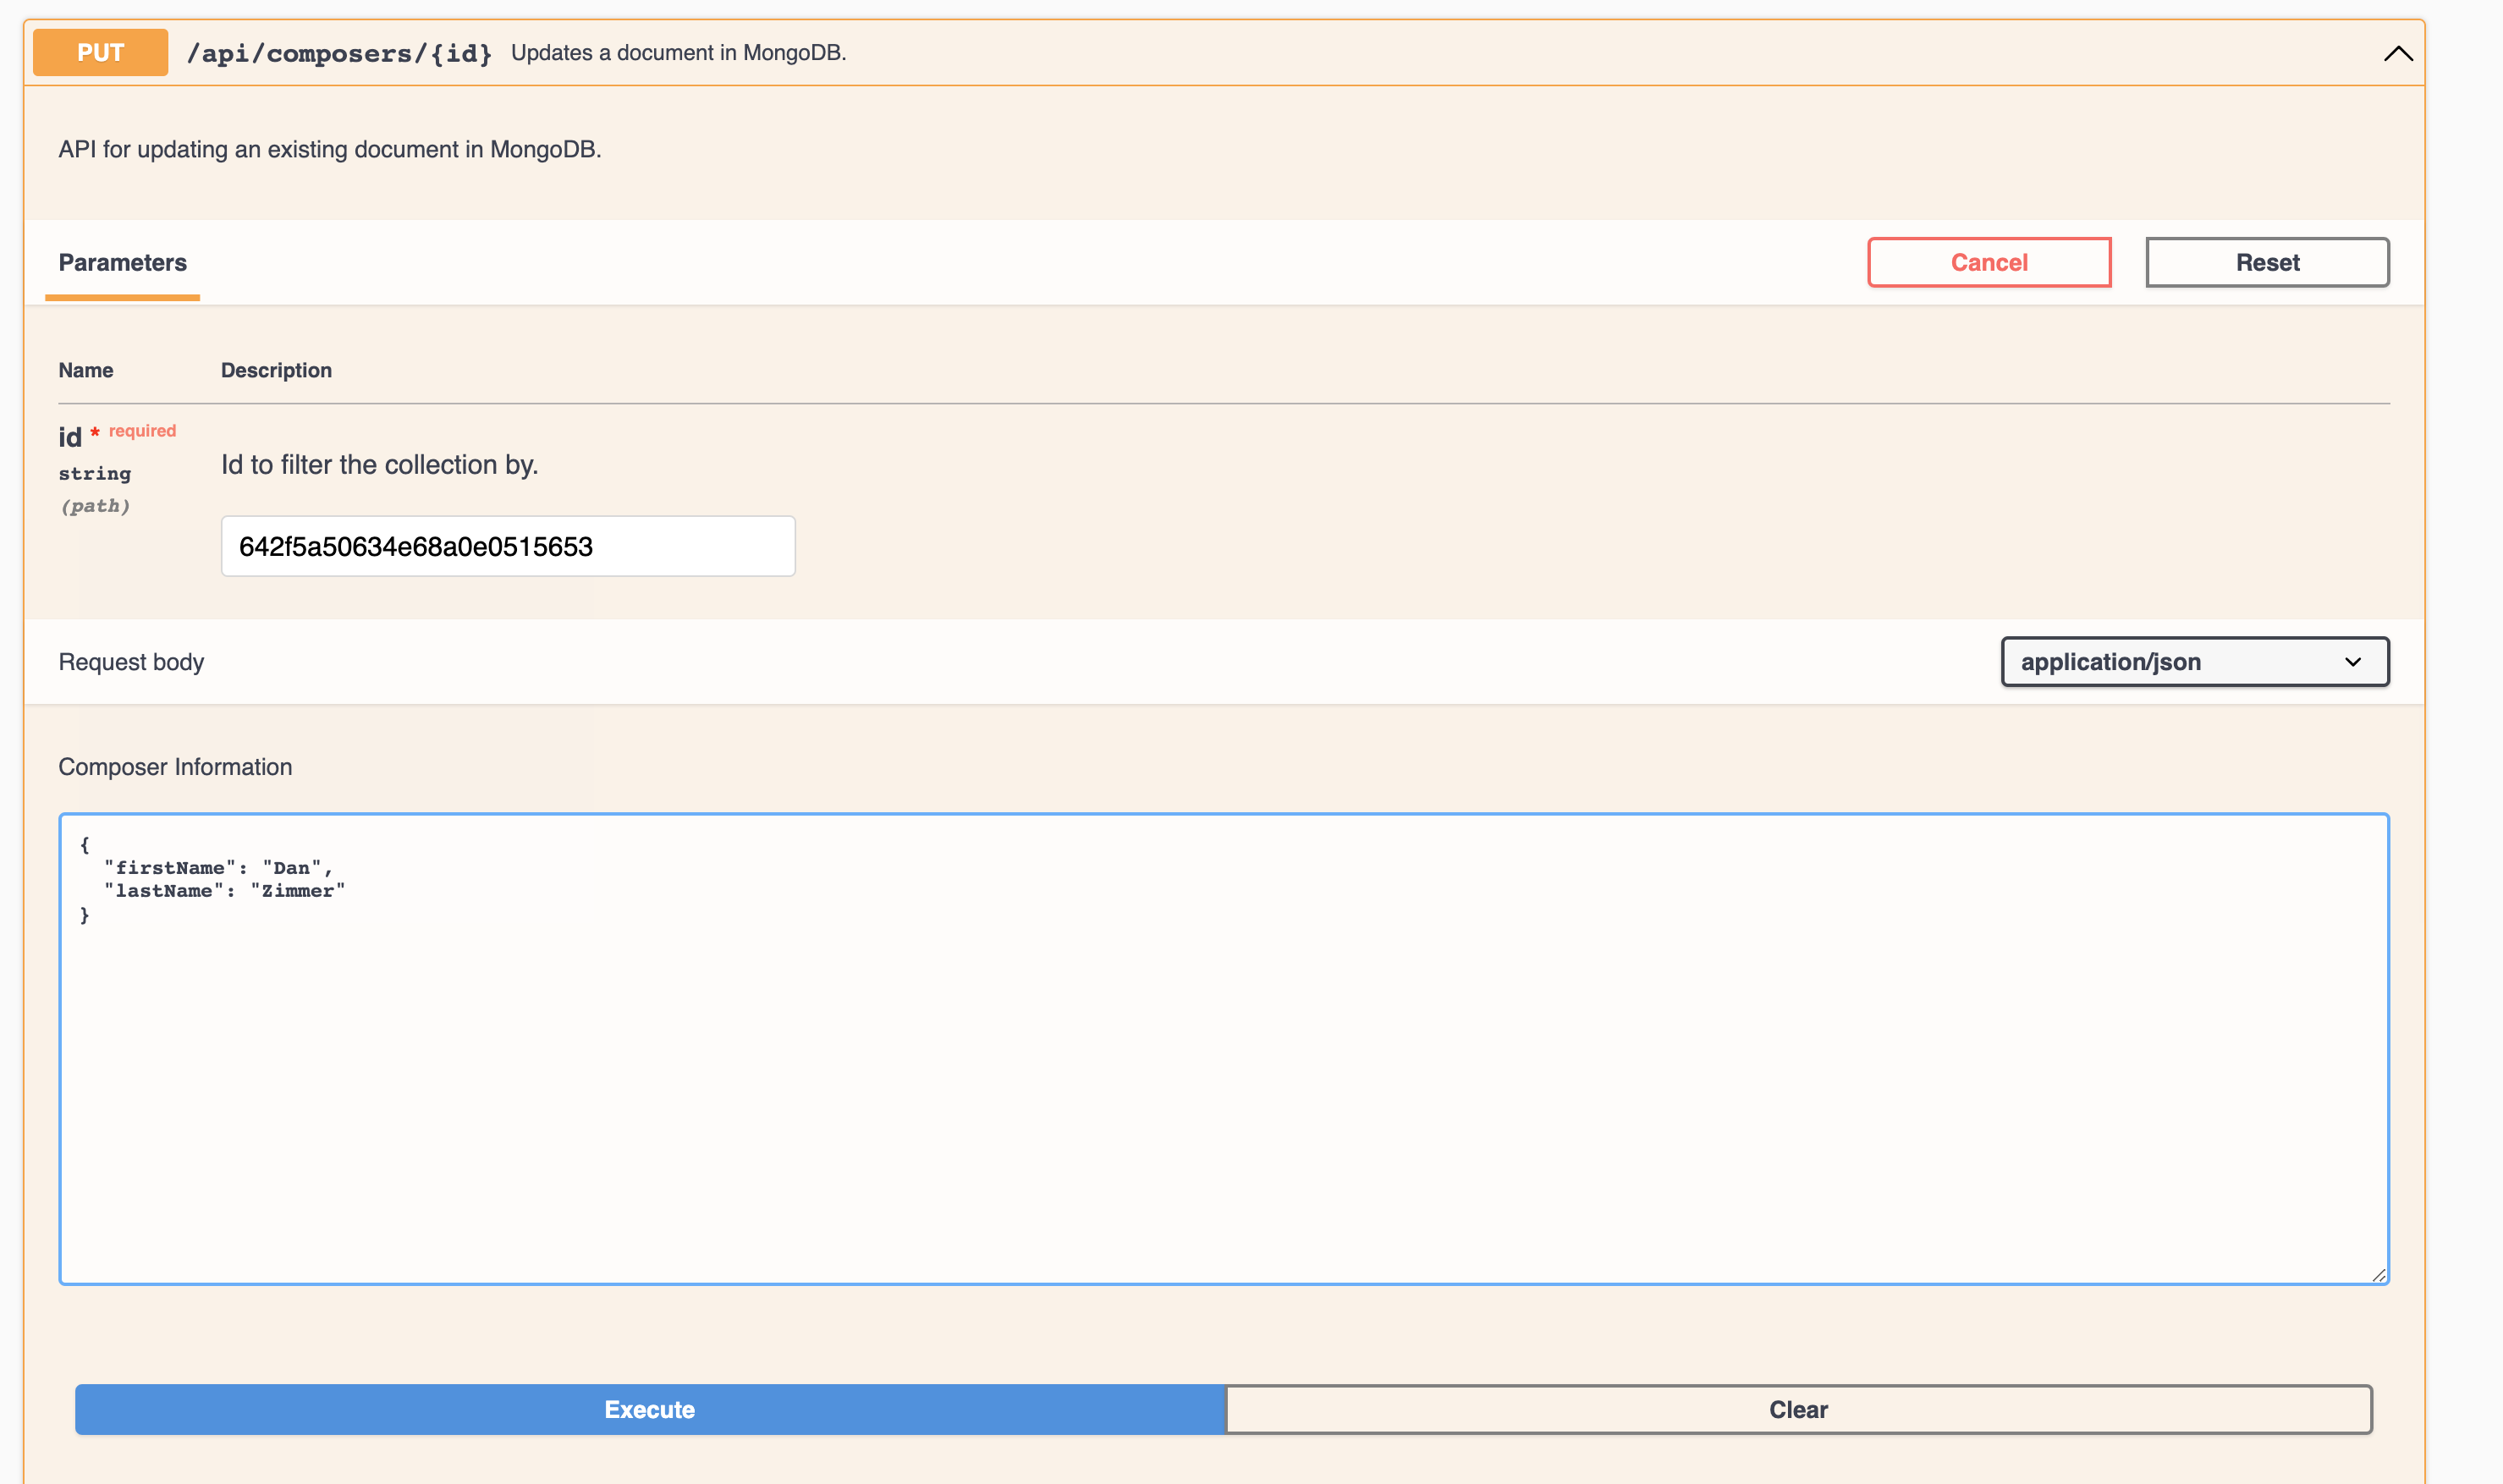 PUT /api/composers/{id} Updates a document in MongoDB.
API for updating an existing document in MongoDB.
Parameters Cancel Reset
Name Description
id * required
string
(path)
Id to filter the collection by.
642f5a50634e68a0e0515653
Request body application/json
Composer Information
{
  "firstName": "Dan",
  "lastName": "Zimmer"
}
Execute Clear